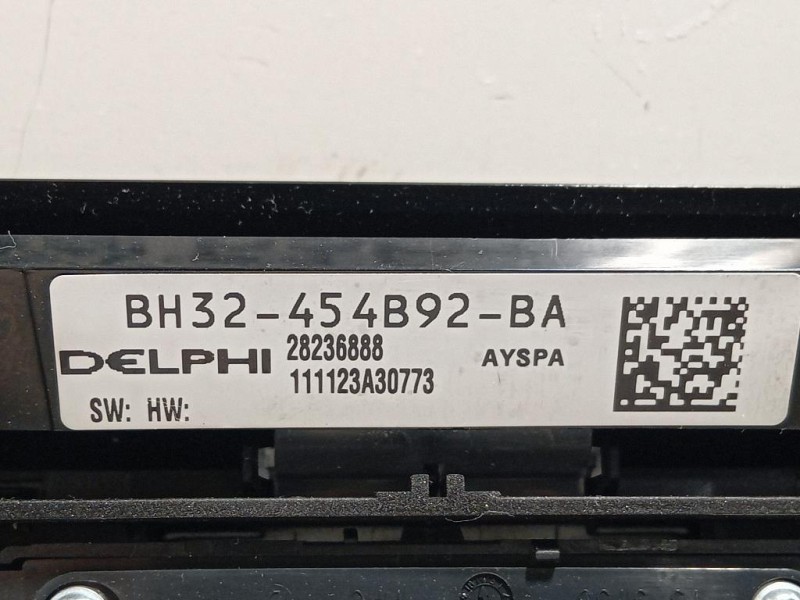 BH32-454B92-BA
DELPHI 28236888 AYSPA
111123A30773
SW: HW: